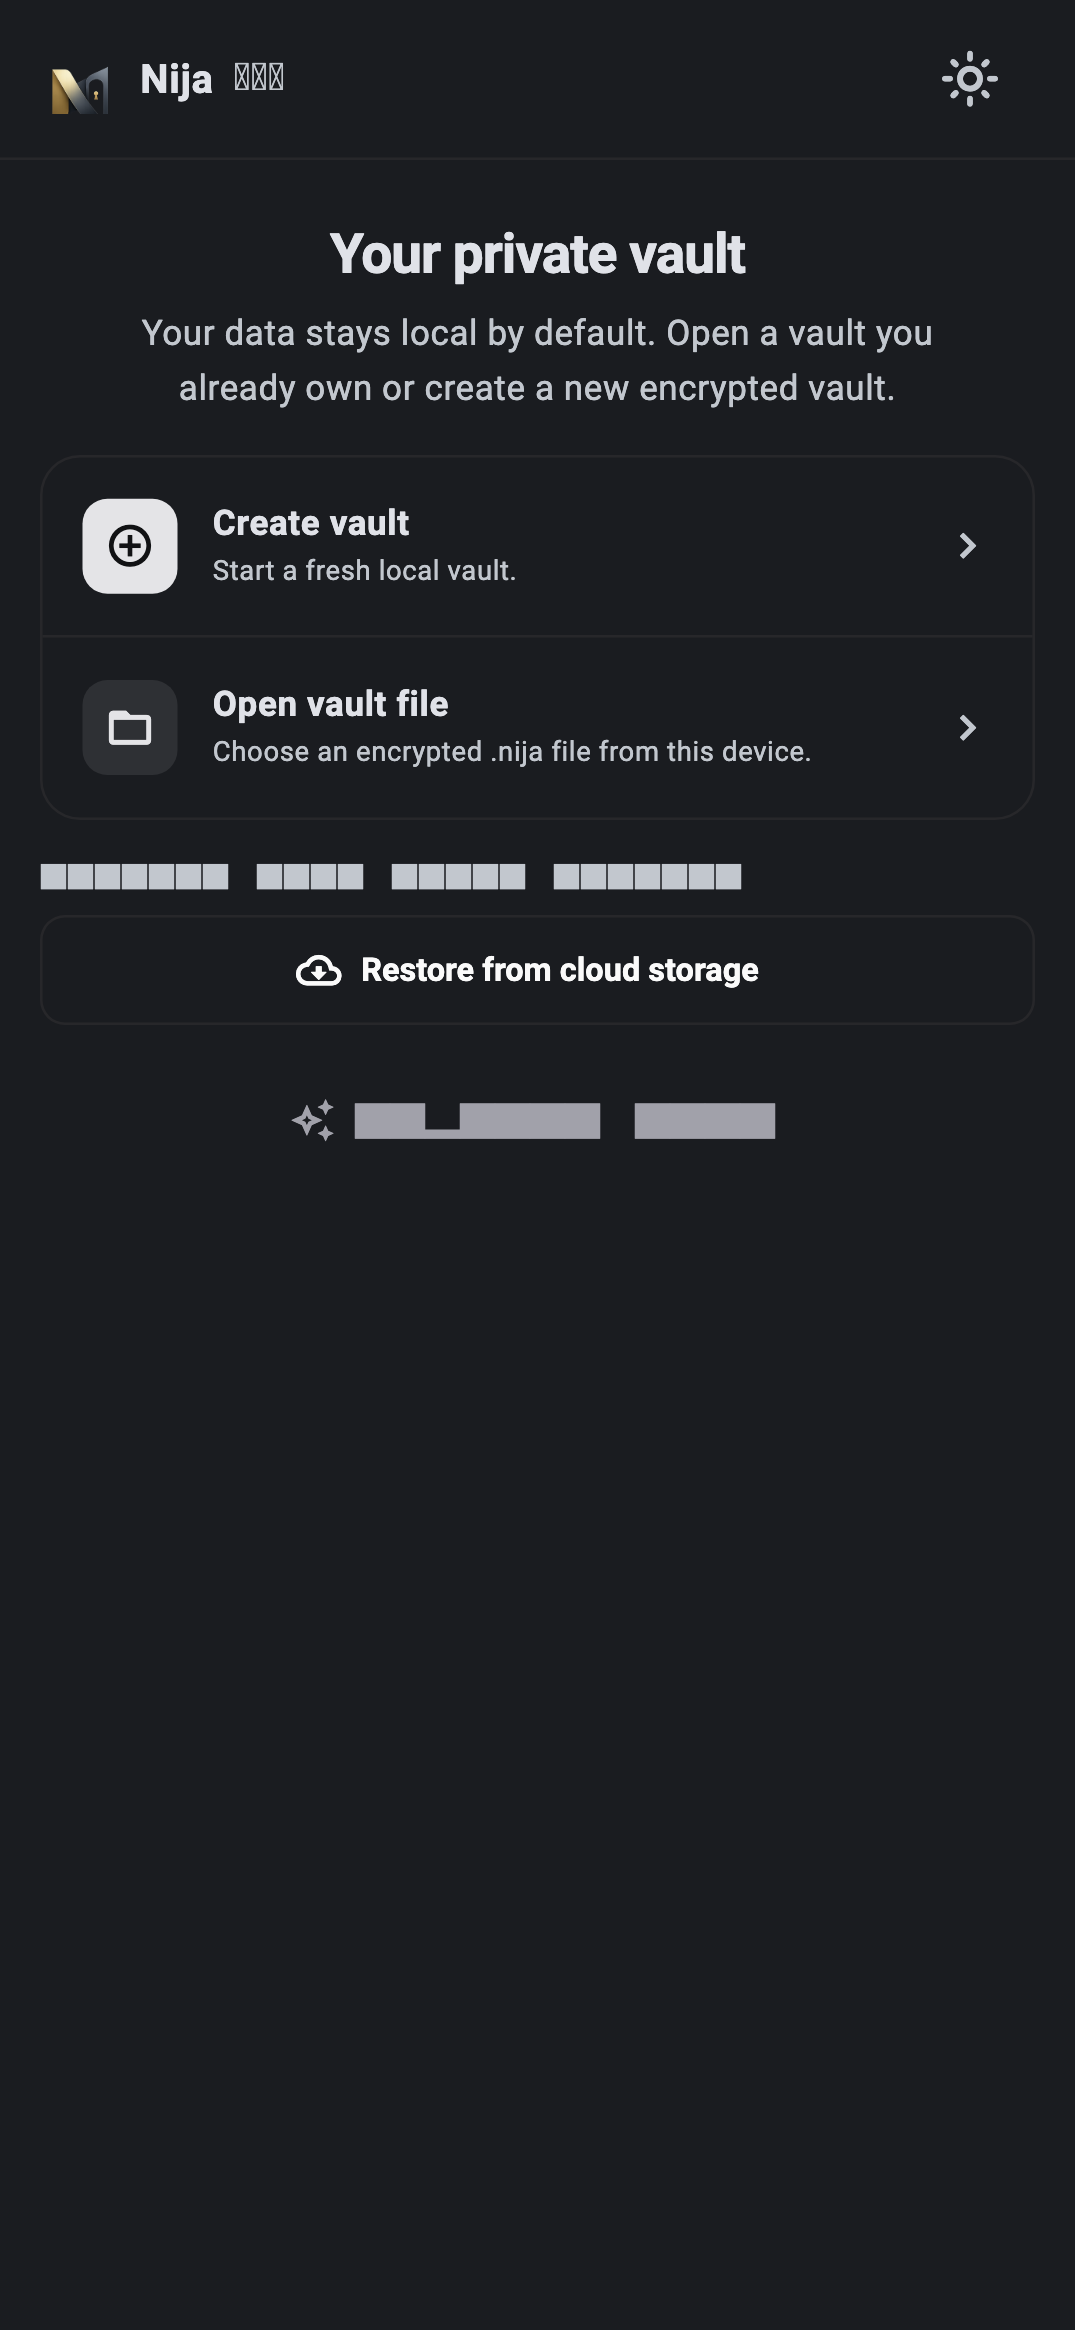 Nija
Your private vault
Your data stays local by default. Open a vault you
already own or create a new encrypted vault.
Create vault
Start a fresh local vault.
Open vault file
Choose an encrypted .nija file from this device.
Restore from cloud storage